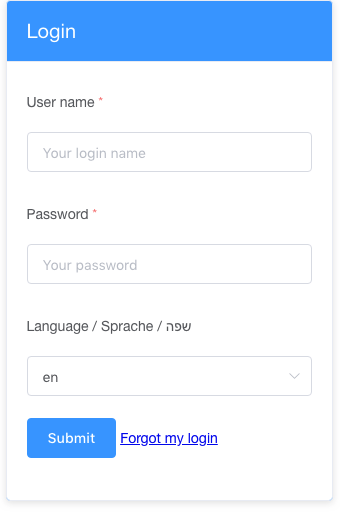 Login
User name *
Your login name
Password *
Your password
Language / Sprache / שפה
en
Submit Forgot my login